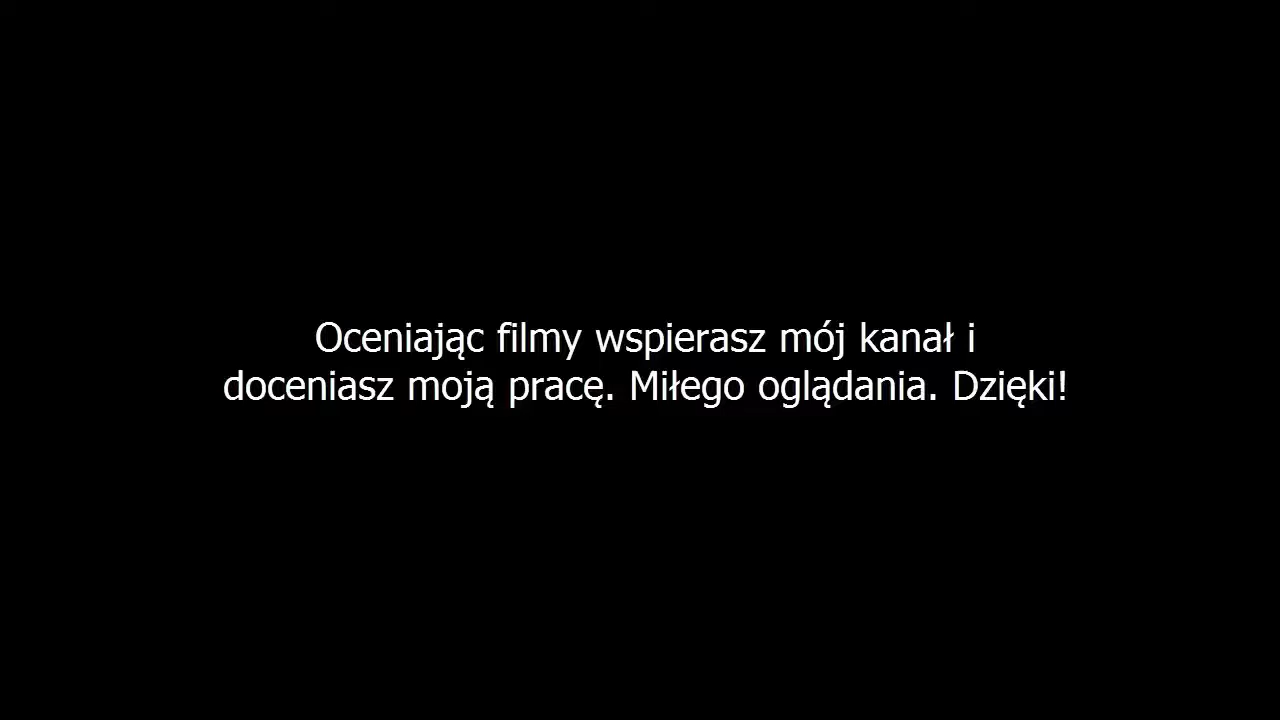 Oceniając filmy wspierasz mój kanał i
doceniasz moją pracę. Miłego oglądania. Dzięki!